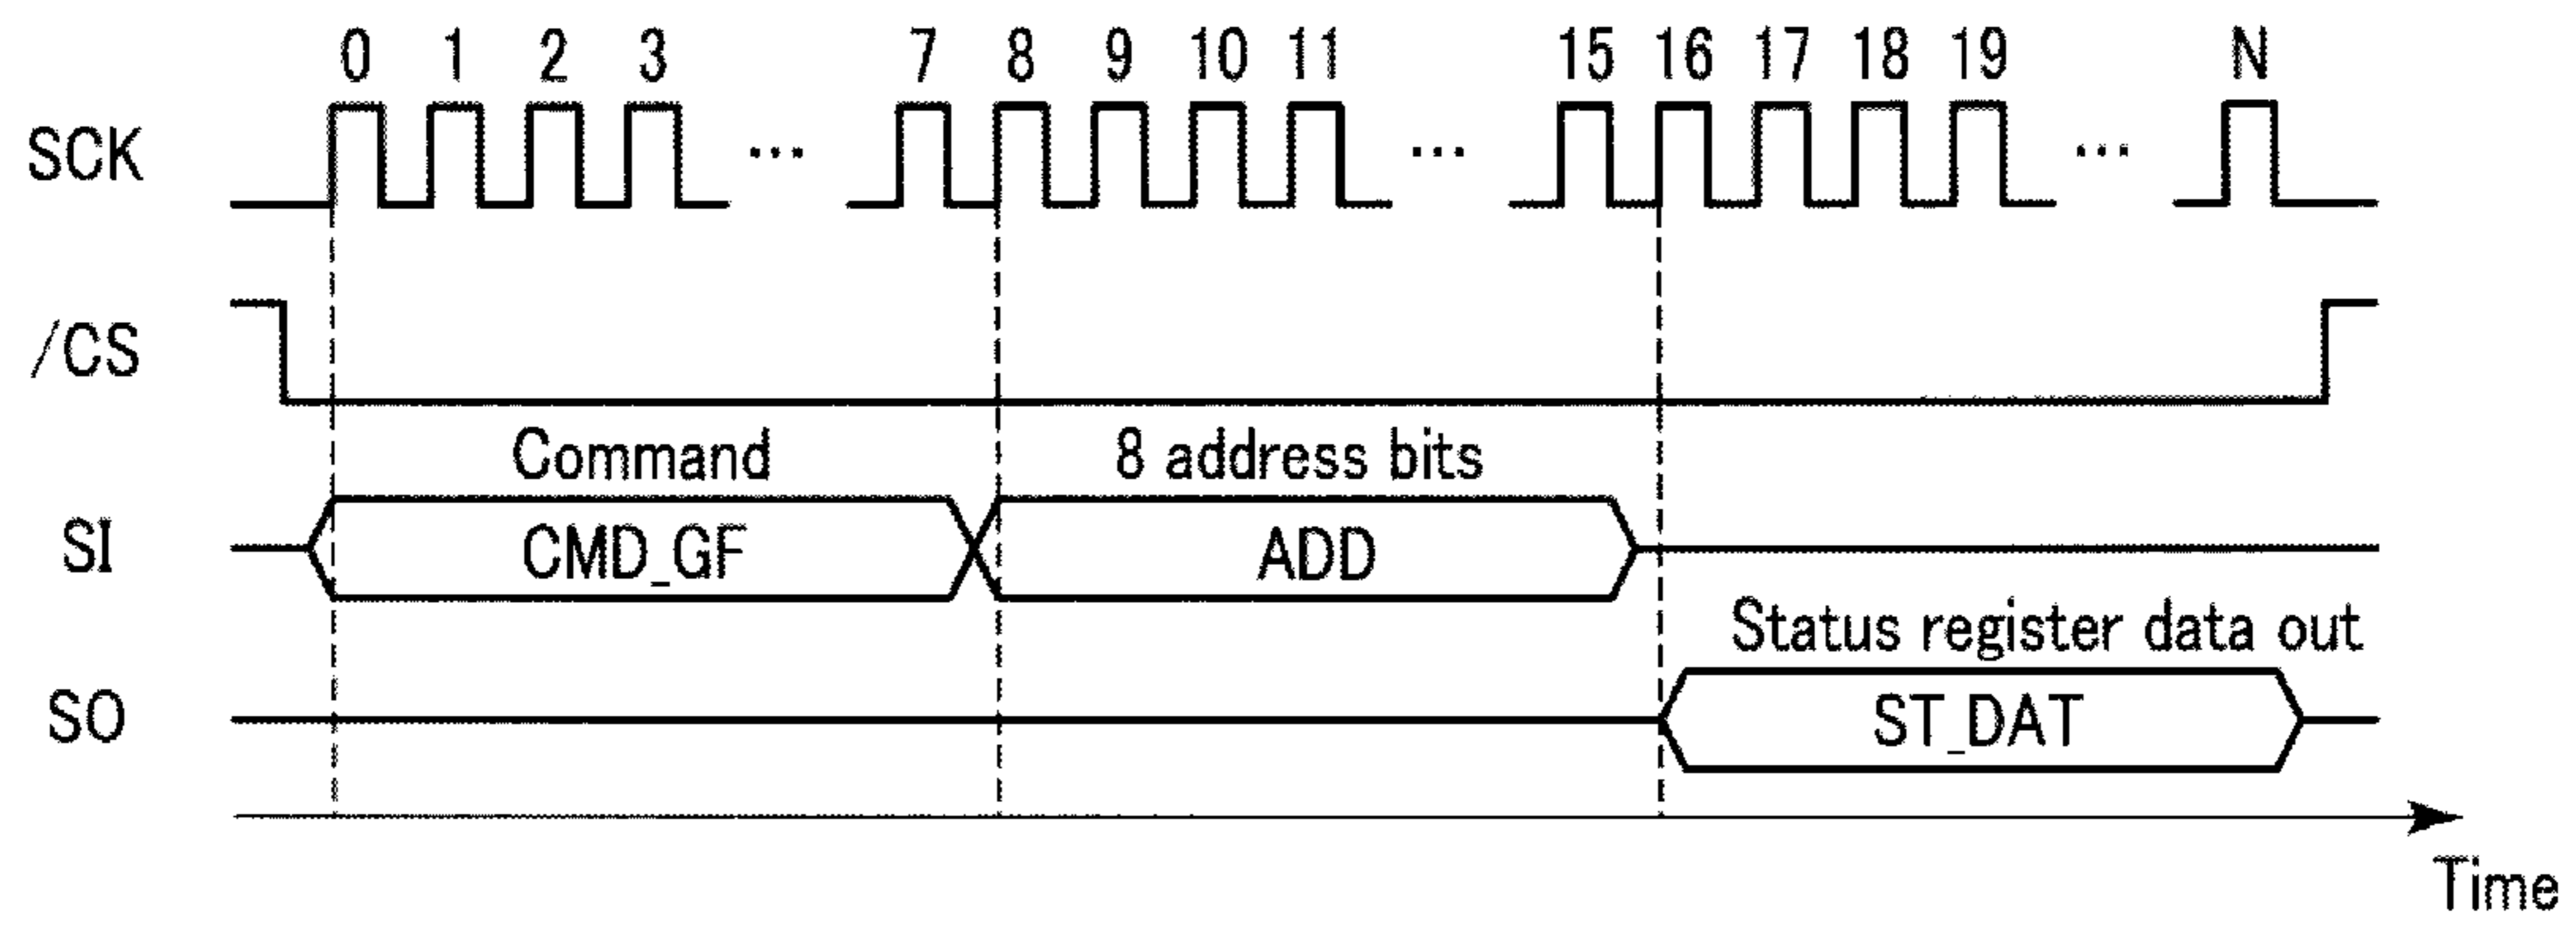 0 1 2 3 7 8 9 10 11 15 16 17 18 19 N
SCK ... ... ...
/CS
Command 8 address bits
SI CMD_GF ADD
Status register data out
SO ST_DAT
Time